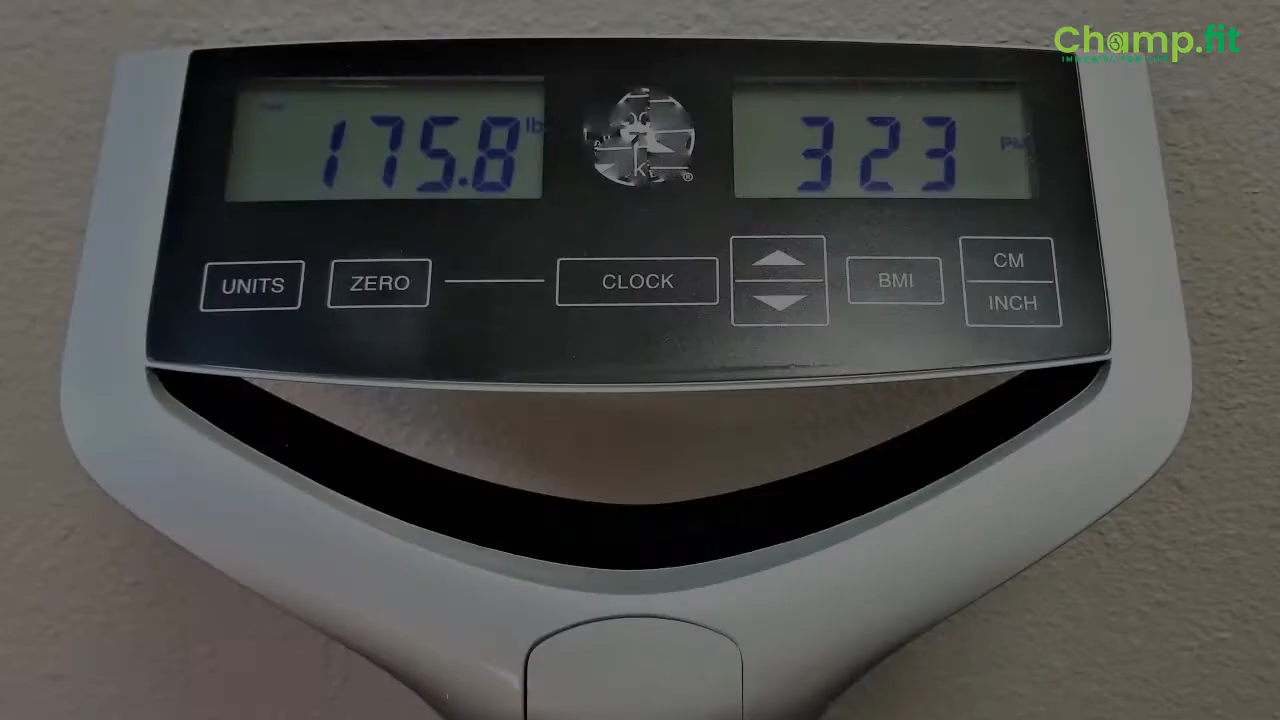 Champ.fit
175.8 lb
323 PM
UNITS
ZERO
CLOCK
BMI
CM
INCH